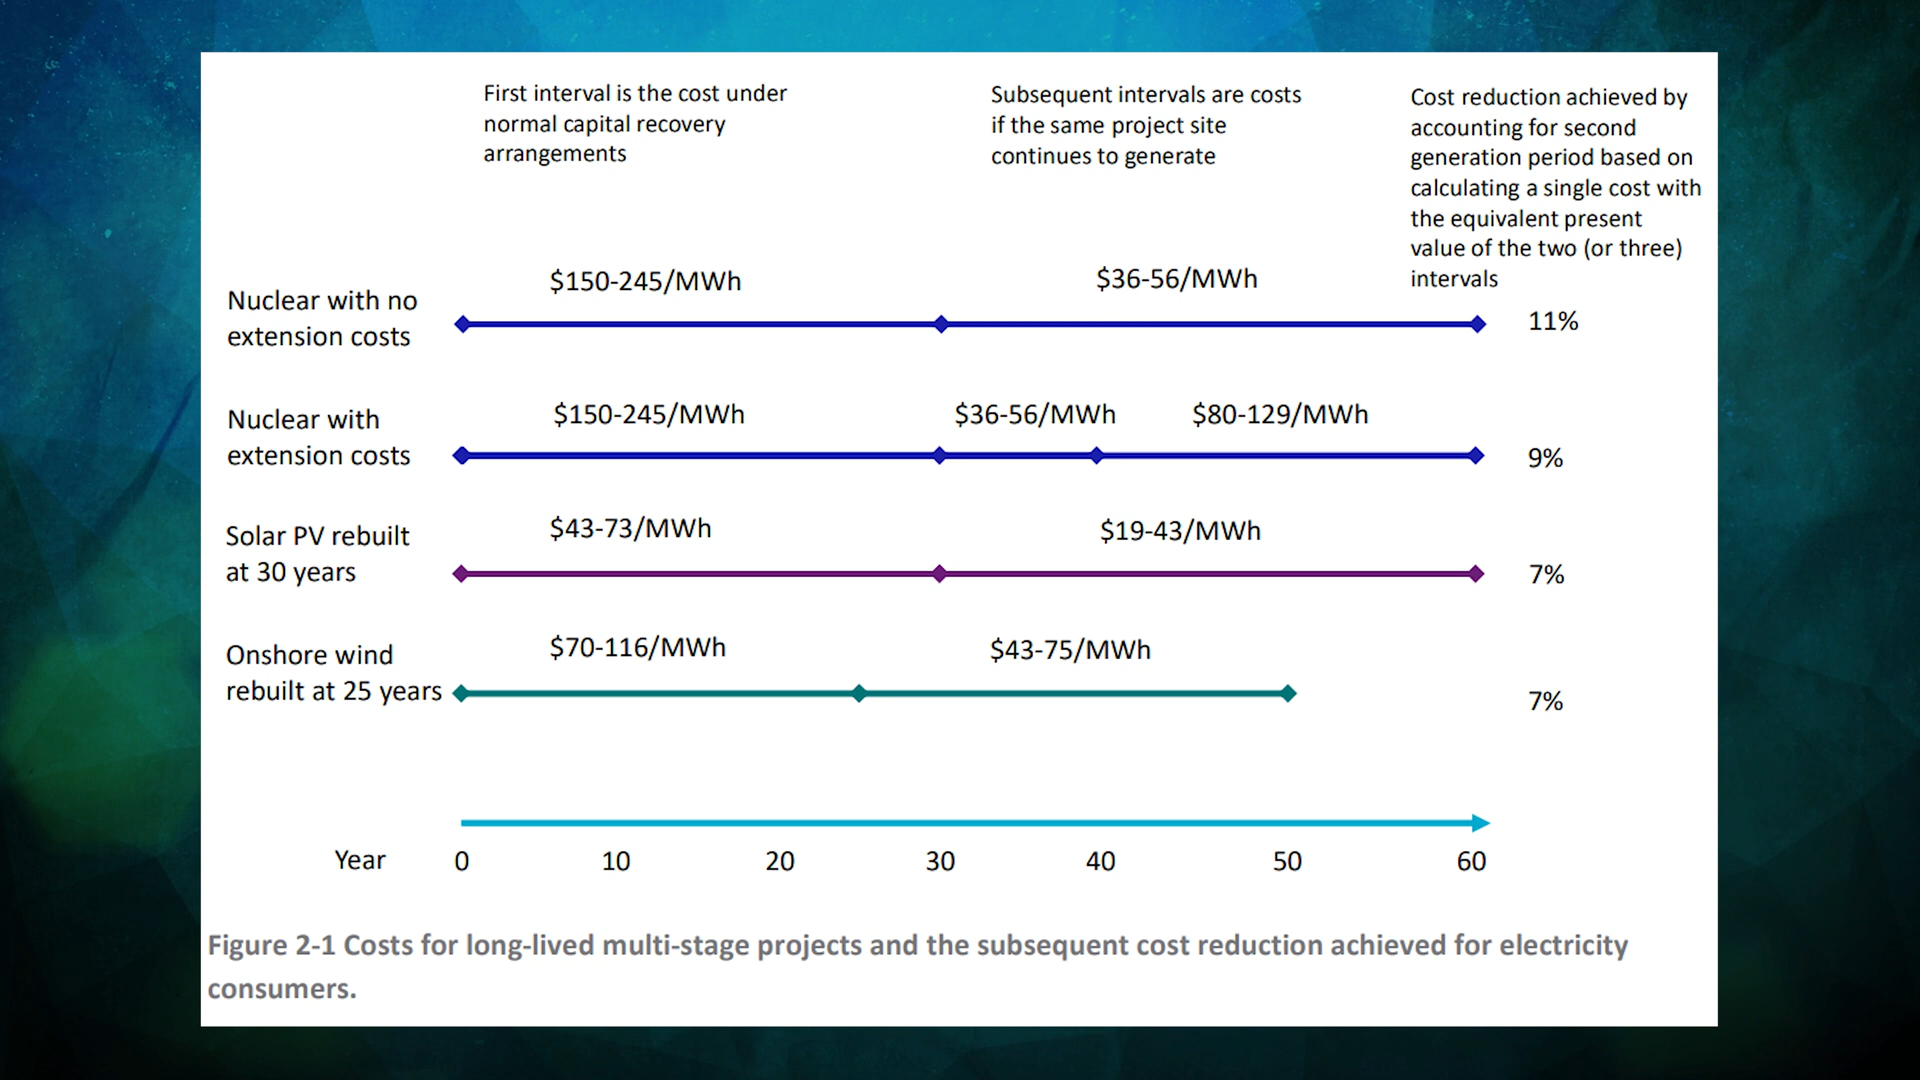 First interval is the cost under
normal capital recovery
arrangements
Subsequent intervals are costs
if the same project site
continues to generate
Cost reduction achieved by
accounting for second
generation period based on
calculating a single cost with
the equivalent present
value of the two (or three)
intervals
Nuclear with no
extension costs
$150-245/MWh
$36-56/MWh
11%
Nuclear with
extension costs
$150-245/MWh
$36-56/MWh
$80-129/MWh
9%
Solar PV rebuilt
at 30 years
$43-73/MWh
$19-43/MWh
7%
Onshore wind
rebuilt at 25 years
$70-116/MWh
$43-75/MWh
7%
Year 0 10 20 30 40 50 60
Figure 2-1 Costs for long-lived multi-stage projects and the subsequent cost reduction achieved for electricity
consumers.